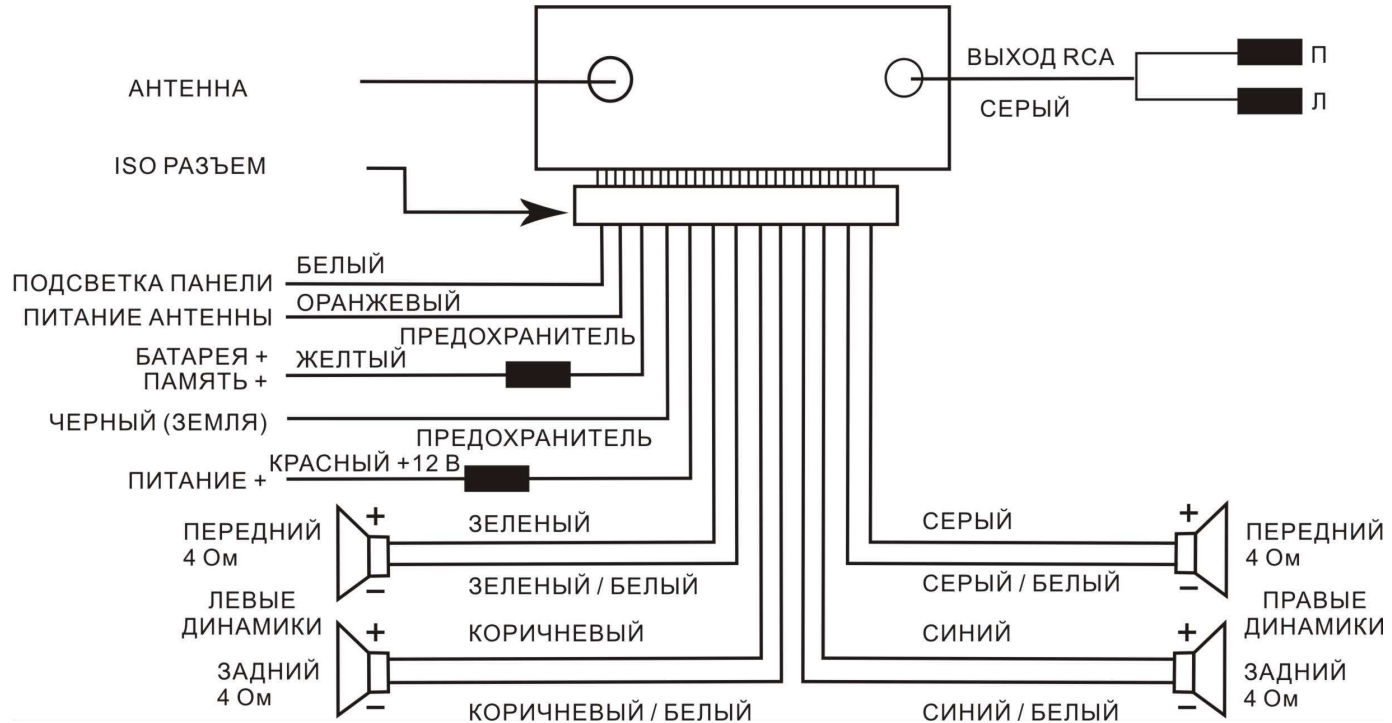 АНТЕННА
ВЫХОД RCA
СЕРЫЙ
П
Л
ISO РАЗЪЕМ
ПОДСВЕТКА ПАНЕЛИ
БЕЛЫЙ
ПИТАНИЕ АНТЕННЫ
ОРАНЖЕВЫЙ
ПРЕДОХРАНИТЕЛЬ
БАТАРЕЯ +
ПАМЯТЬ +
ЖЕЛТЫЙ
ЧЕРНЫЙ (ЗЕМЛЯ)
ПРЕДОХРАНИТЕЛЬ
ПИТАНИЕ +
КРАСНЫЙ +12 В
ПЕРЕДНИЙ
4 Ом
+
−
ЗЕЛЕНЫЙ
ЗЕЛЕНЫЙ / БЕЛЫЙ
СЕРЫЙ
СЕРЫЙ / БЕЛЫЙ
+
−
ПЕРЕДНИЙ
4 Ом
ЛЕВЫЕ
ДИНАМИКИ
ПРАВЫЕ
ДИНАМИКИ
ЗАДНИЙ
4 Ом
+
−
КОРИЧНЕВЫЙ
КОРИЧНЕВЫЙ / БЕЛЫЙ
СИНИЙ
СИНИЙ / БЕЛЫЙ
+
−
ЗАДНИЙ
4 Ом